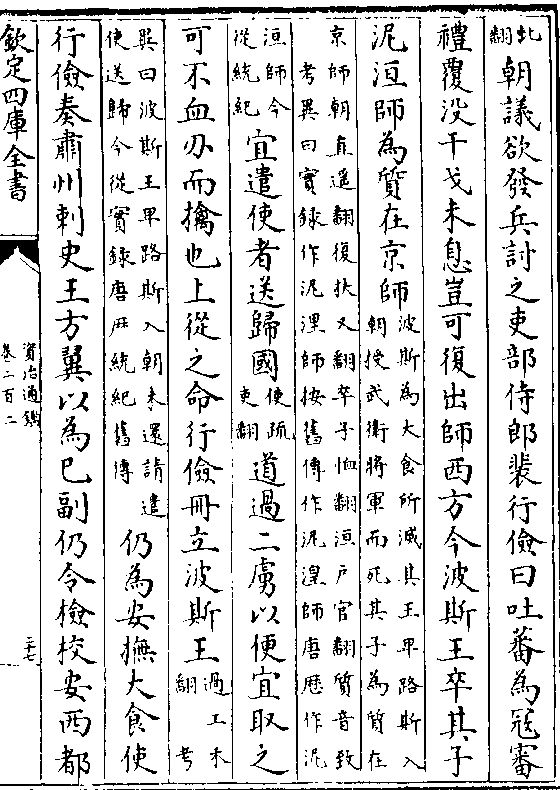 北
翻
朝議欲發兵討之吏部侍郎裴行儉曰吐蕃為冦審
禮覆没干戈未息豈可復出師西方今波斯王卒其子
泥洹師為質在京師
波斯為大食所滅其王卑路斯入
朝授武衛將軍而死其子為質在
京師朝直遥翻復扶又翻卒子恤翻洹戸官翻質音致
考異曰實録作泥湼師按舊傳作泥湟師唐厯作泥
洹師今
從統紀
宜遣使者送歸國
使疏
吏翻
道過二虜以便宜取之
可不血刃而擒也上從之命行儉冊立波斯王
過工禾
翻考
異曰波斯王卑路斯入朝未還請遣
使送歸今從實録唐厯統紀舊傳
仍為安撫大食使
行儉奏肅州刺史王方翼以為已副仍令檢校安西都
欽定四庫全書
資治通鑑
卷二百二
三十七